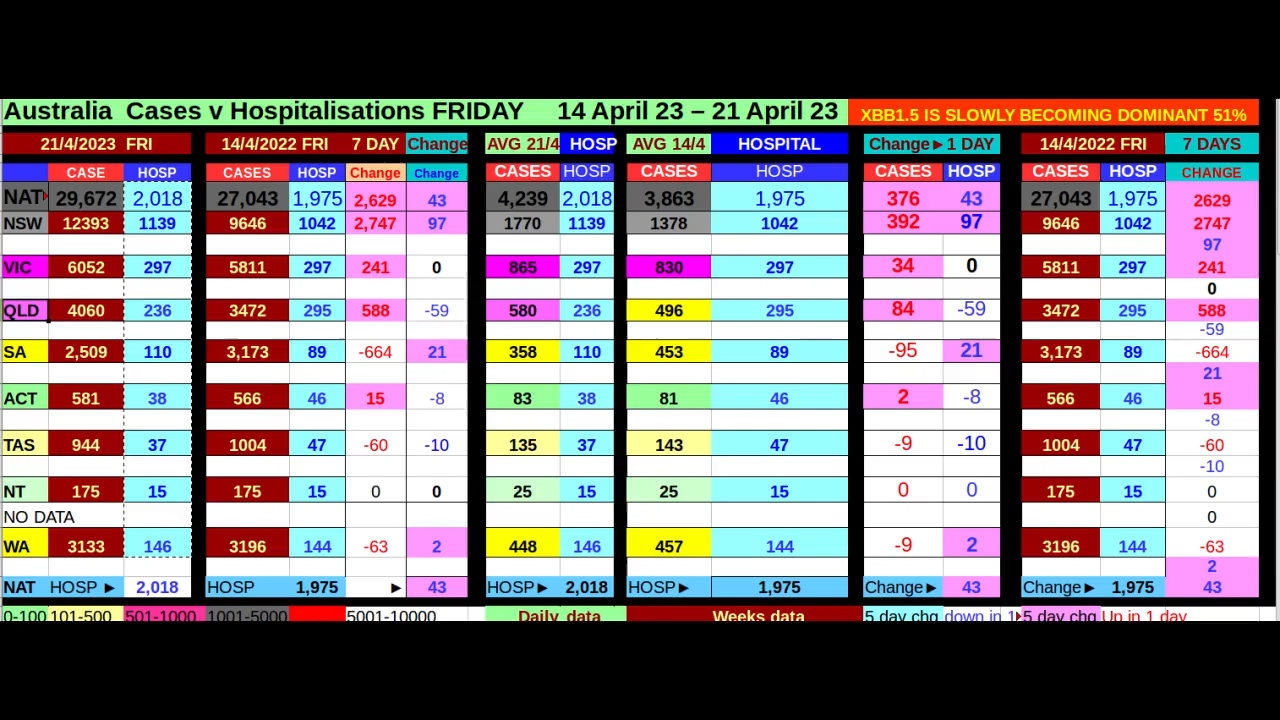 Australia Cases v Hospitalisations FRIDAY 14 April 23 – 21 April 23 XBB1.5 IS SLOWLY BECOMING DOMINANT 51%
21/4/2023 FRI 14/4/2022 FRI 7 DAY Change AVG 21/4 HOSP AVG 14/4 HOSPITAL Change► 1 DAY 14/4/2022 FRI 7 DAYS
CASE HOSP CASES HOSP Change Change CASES HOSP CASES HOSP CASES HOSP CASES HOSP CHANGE
NAT 29,672 2,018 27,043 1,975 2,629 43 4,239 2,018 3,863 1,975 376 43 27,043 1,975 2629
NSW 12393 1139 9646 1042 2,747 97 1770 1139 1378 1042 392 97 9646 1042 2747
97
VIC 6052 297 5811 297 241 0 865 297 830 297 34 0 5811 297 241
0
QLD 4060 236 3472 295 588 -59 580 236 496 295 84 -59 3472 295 588
-59
SA 2,509 110 3,173 89 -664 21 358 110 453 89 -95 21 3,173 89 -664
21
ACT 581 38 566 46 15 -8 83 38 81 46 2 -8 566 46 15
-8
TAS 944 37 1004 47 -60 -10 135 37 143 47 -9 -10 1004 47 -60
-10
NT 175 15 175 15 0 0 25 15 25 15 0 0 175 15 0
NO DATA 0
WA 3133 146 3196 144 -63 2 448 146 457 144 -9 2 3196 144 -63
2
NAT HOSP ► 2,018 HOSP 1,975 ► 43 HOSP► 2,018 HOSP► 1,975 Change► 43 Change► 1,975 43
0-100 101-500 501-1000 1001-5000 5001-10000 Daily data Weeks data 5 day chg down in 1 5 day chg Up in 1 day